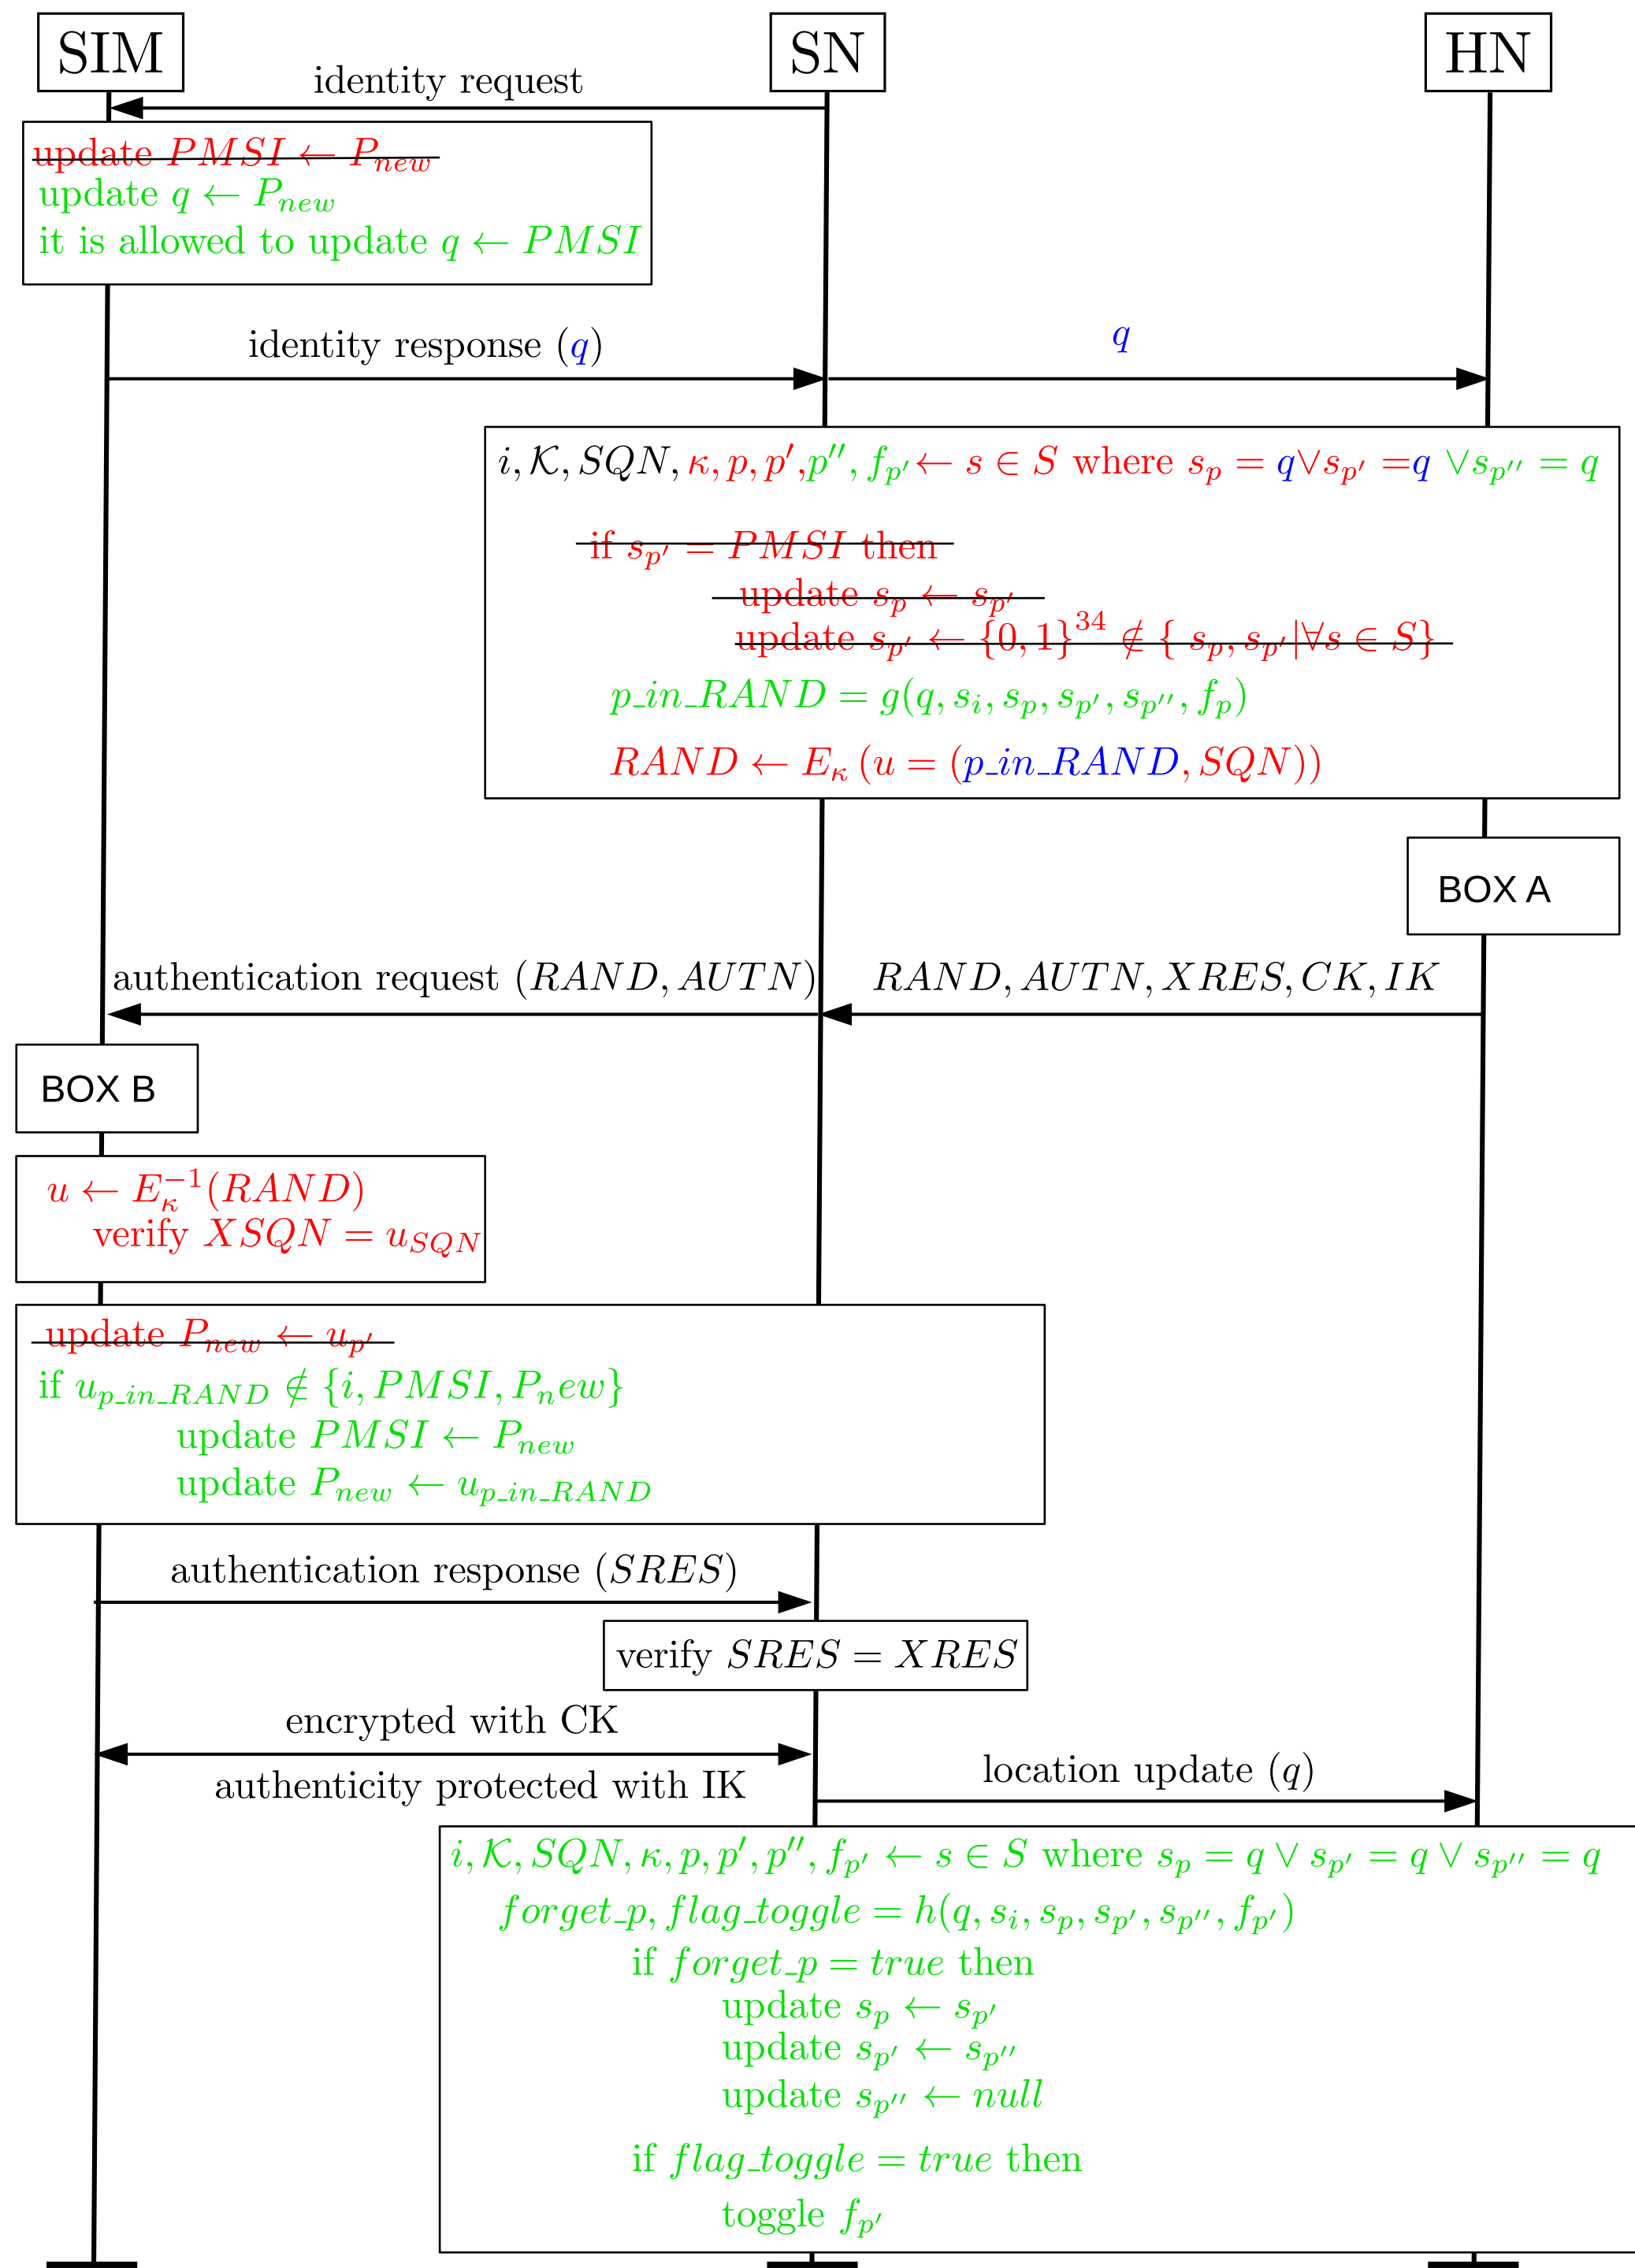 SIM
SN
HN
identity request
update PMSI ← P_new
update q ← P_new
it is allowed to update q ← PMSI
identity response (q)
q
i, 𝒦, SQN, κ, p, p′, p″, f_p′ ← s ∈ S where s_p = q ∨ s_p′ = q ∨ s_p″ = q
if s_p′ = PMSI then
update s_p ← s_p′
update s_p′ ← {0, 1}^34 ∉ { s_p, s_p′ |∀s ∈ S}
p_in_RAND = g(q, s_i, s_p, s_p′, s_p″, f_p)
RAND ← E_κ (u = (p_in_RAND, SQN))
BOX A
authentication request (RAND, AUTN)
RAND, AUTN, XRES, CK, IK
BOX B
u ← E_κ^−1(RAND)
verify XSQN = u_SQN
update P_new ← u_p′
if u_p_in_RAND ∉ {i, PMSI, P_new}
update PMSI ← P_new
update P_new ← u_p_in_RAND
authentication response (SRES)
verify SRES = XRES
encrypted with CK
authenticity protected with IK
location update (q)
i, 𝒦, SQN, κ, p, p′, p″, f_p′ ← s ∈ S where s_p = q ∨ s_p′ = q ∨ s_p″ = q
forget_p, flag_toggle = h(q, s_i, s_p, s_p′, s_p″, f_p′)
if forget_p = true then
update s_p ← s_p′
update s_p′ ← s_p″
update s_p″ ← null
if flag_toggle = true then
toggle f_p′